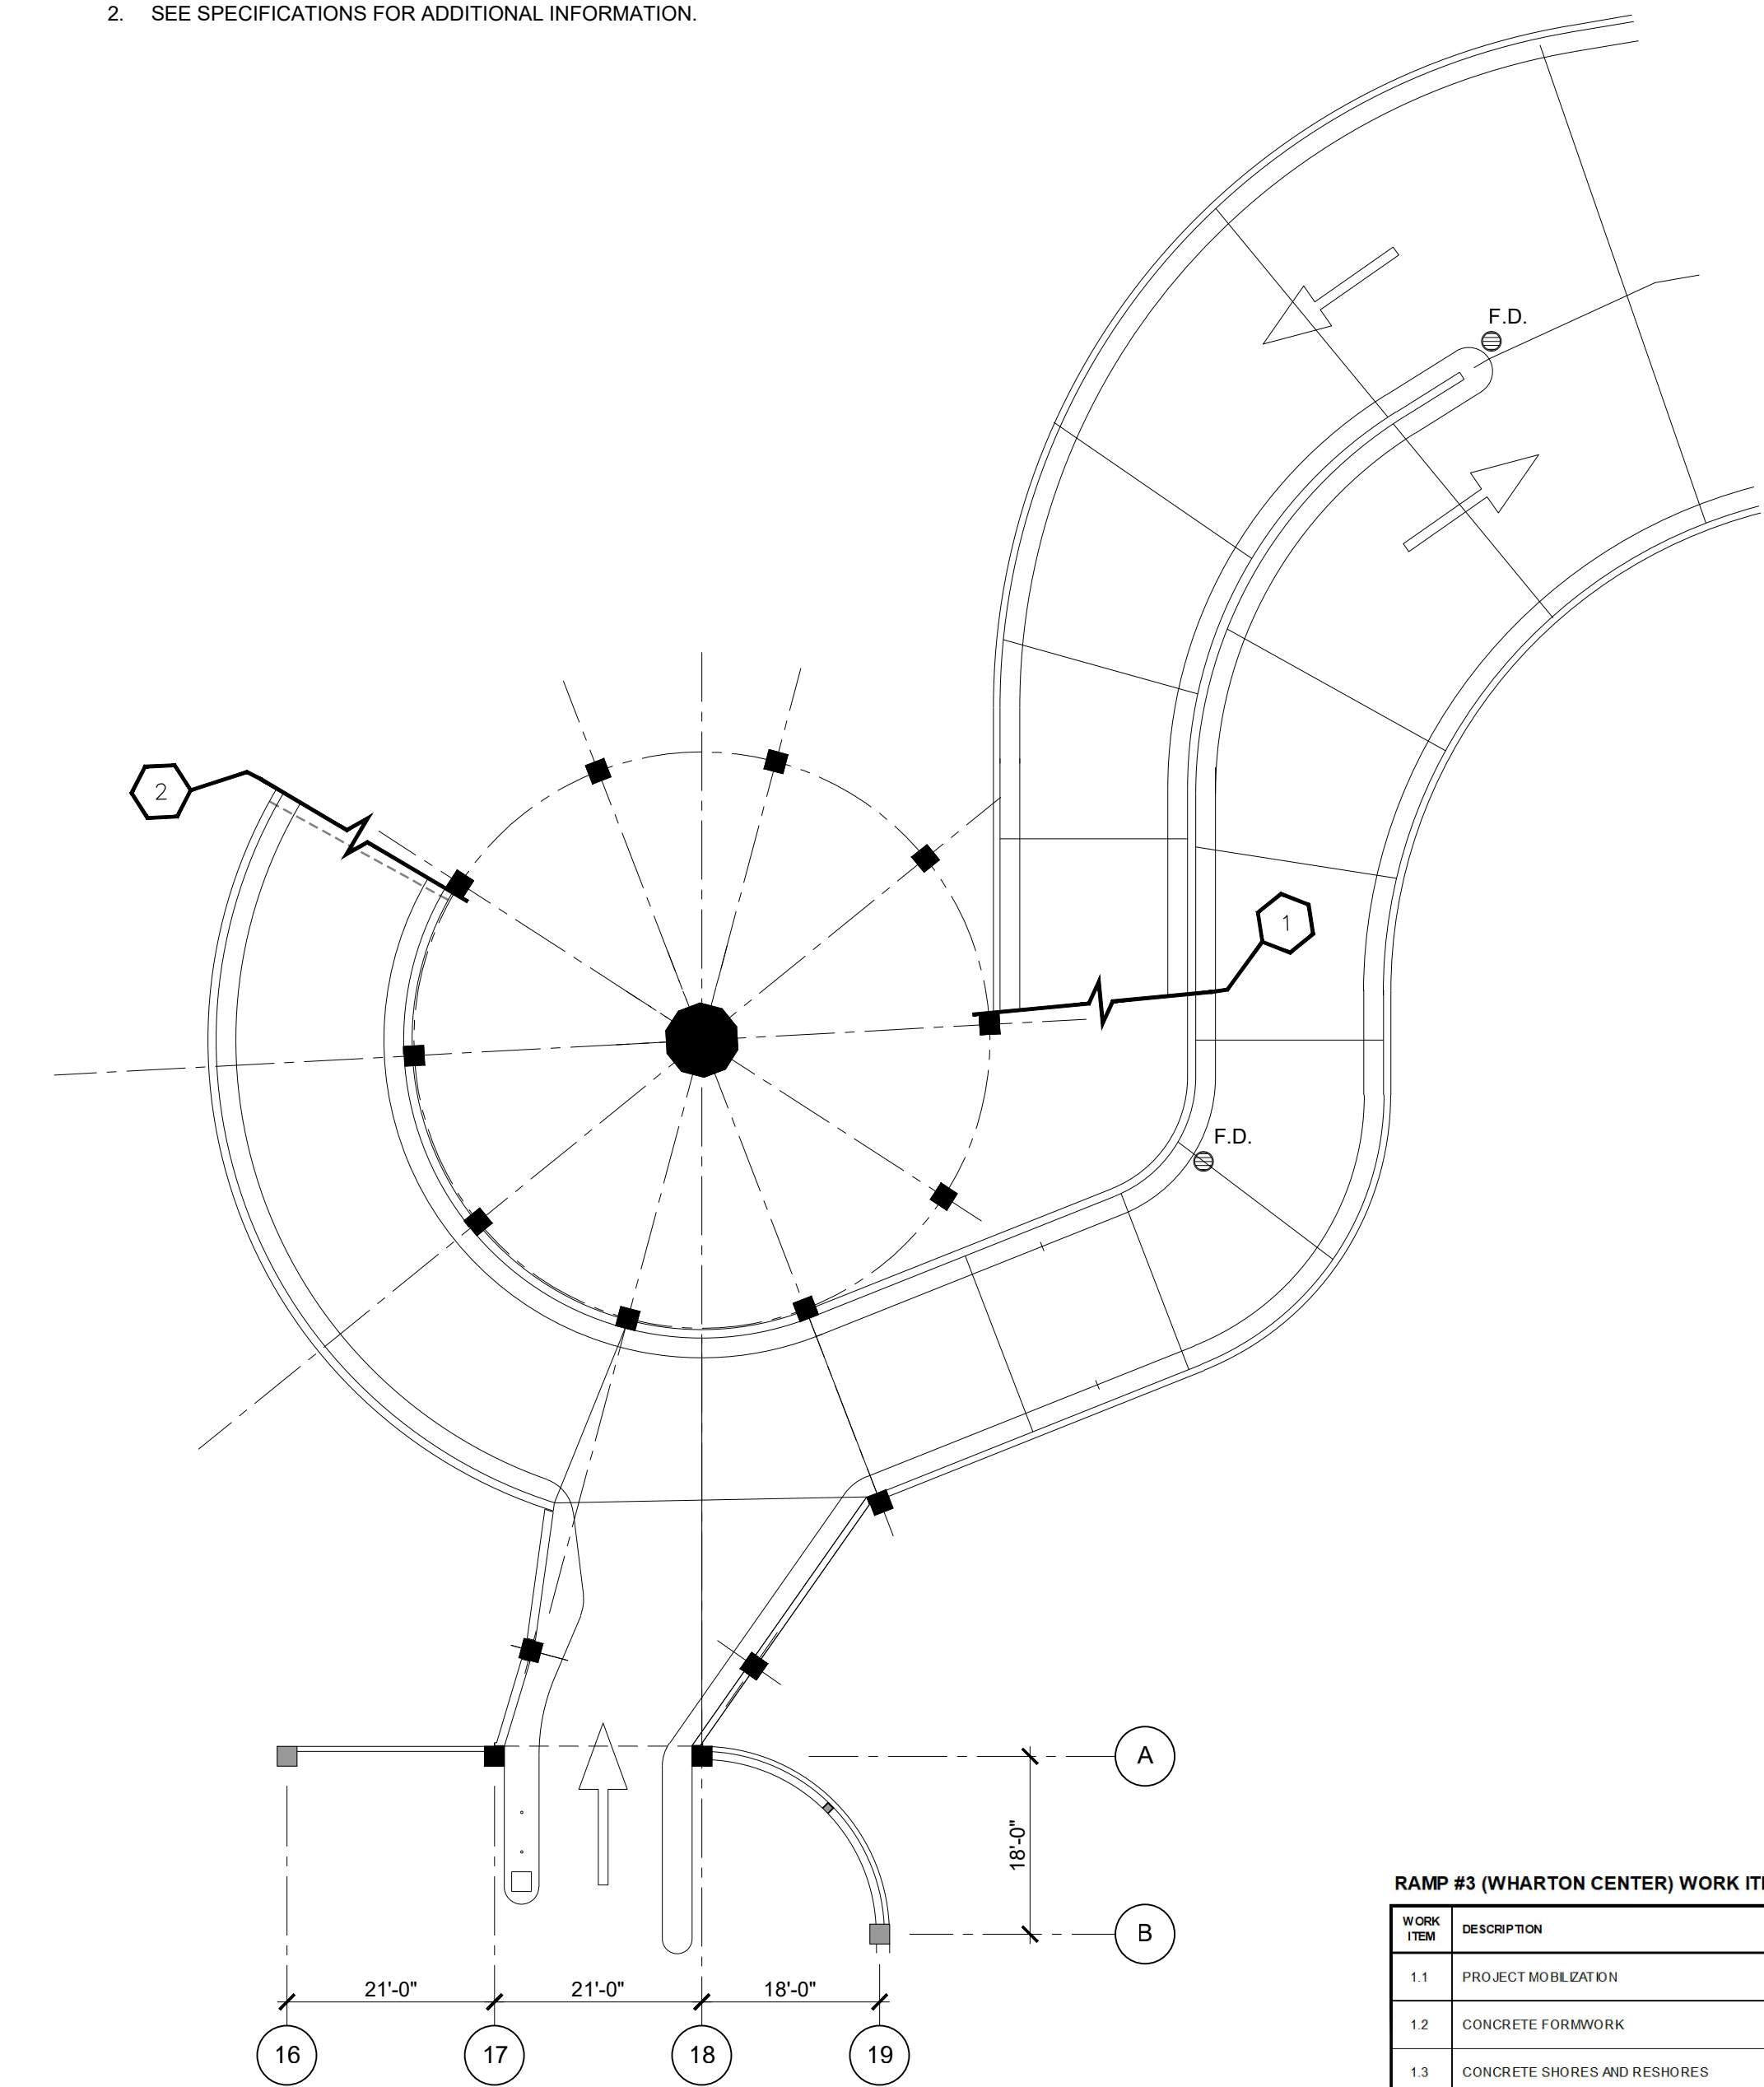 2. SEE SPECIFICATIONS FOR ADDITIONAL INFORMATION.
F.D.
2
1
F.D.
A
18'-0"
B
21'-0" 21'-0" 18'-0"
16 17 18 19
RAMP #3 (WHARTON CENTER) WORK
WORK ITEM DESCRIPTION
1.1 PROJECT MOBILIZATION
1.2 CONCRETE FORMWORK
1.3 CONCRETE SHORES AND RESHORES